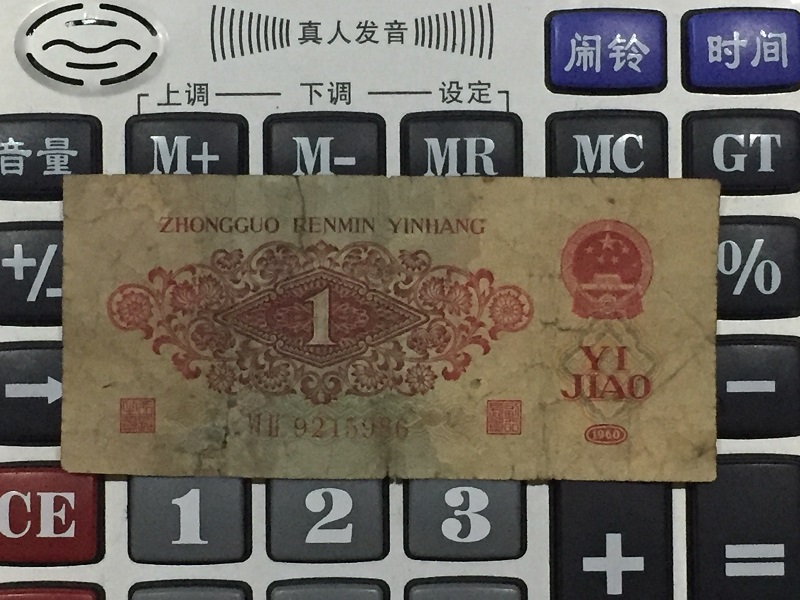 真人发音
闹铃 时间
上调 下调 设定
音量 M+ M- MR MC GT
ZHONGGUO RENMIN YINHANG
+/- %
1
YI
JIAO
→ -
9215986
1960
CE 1 2 3 + =